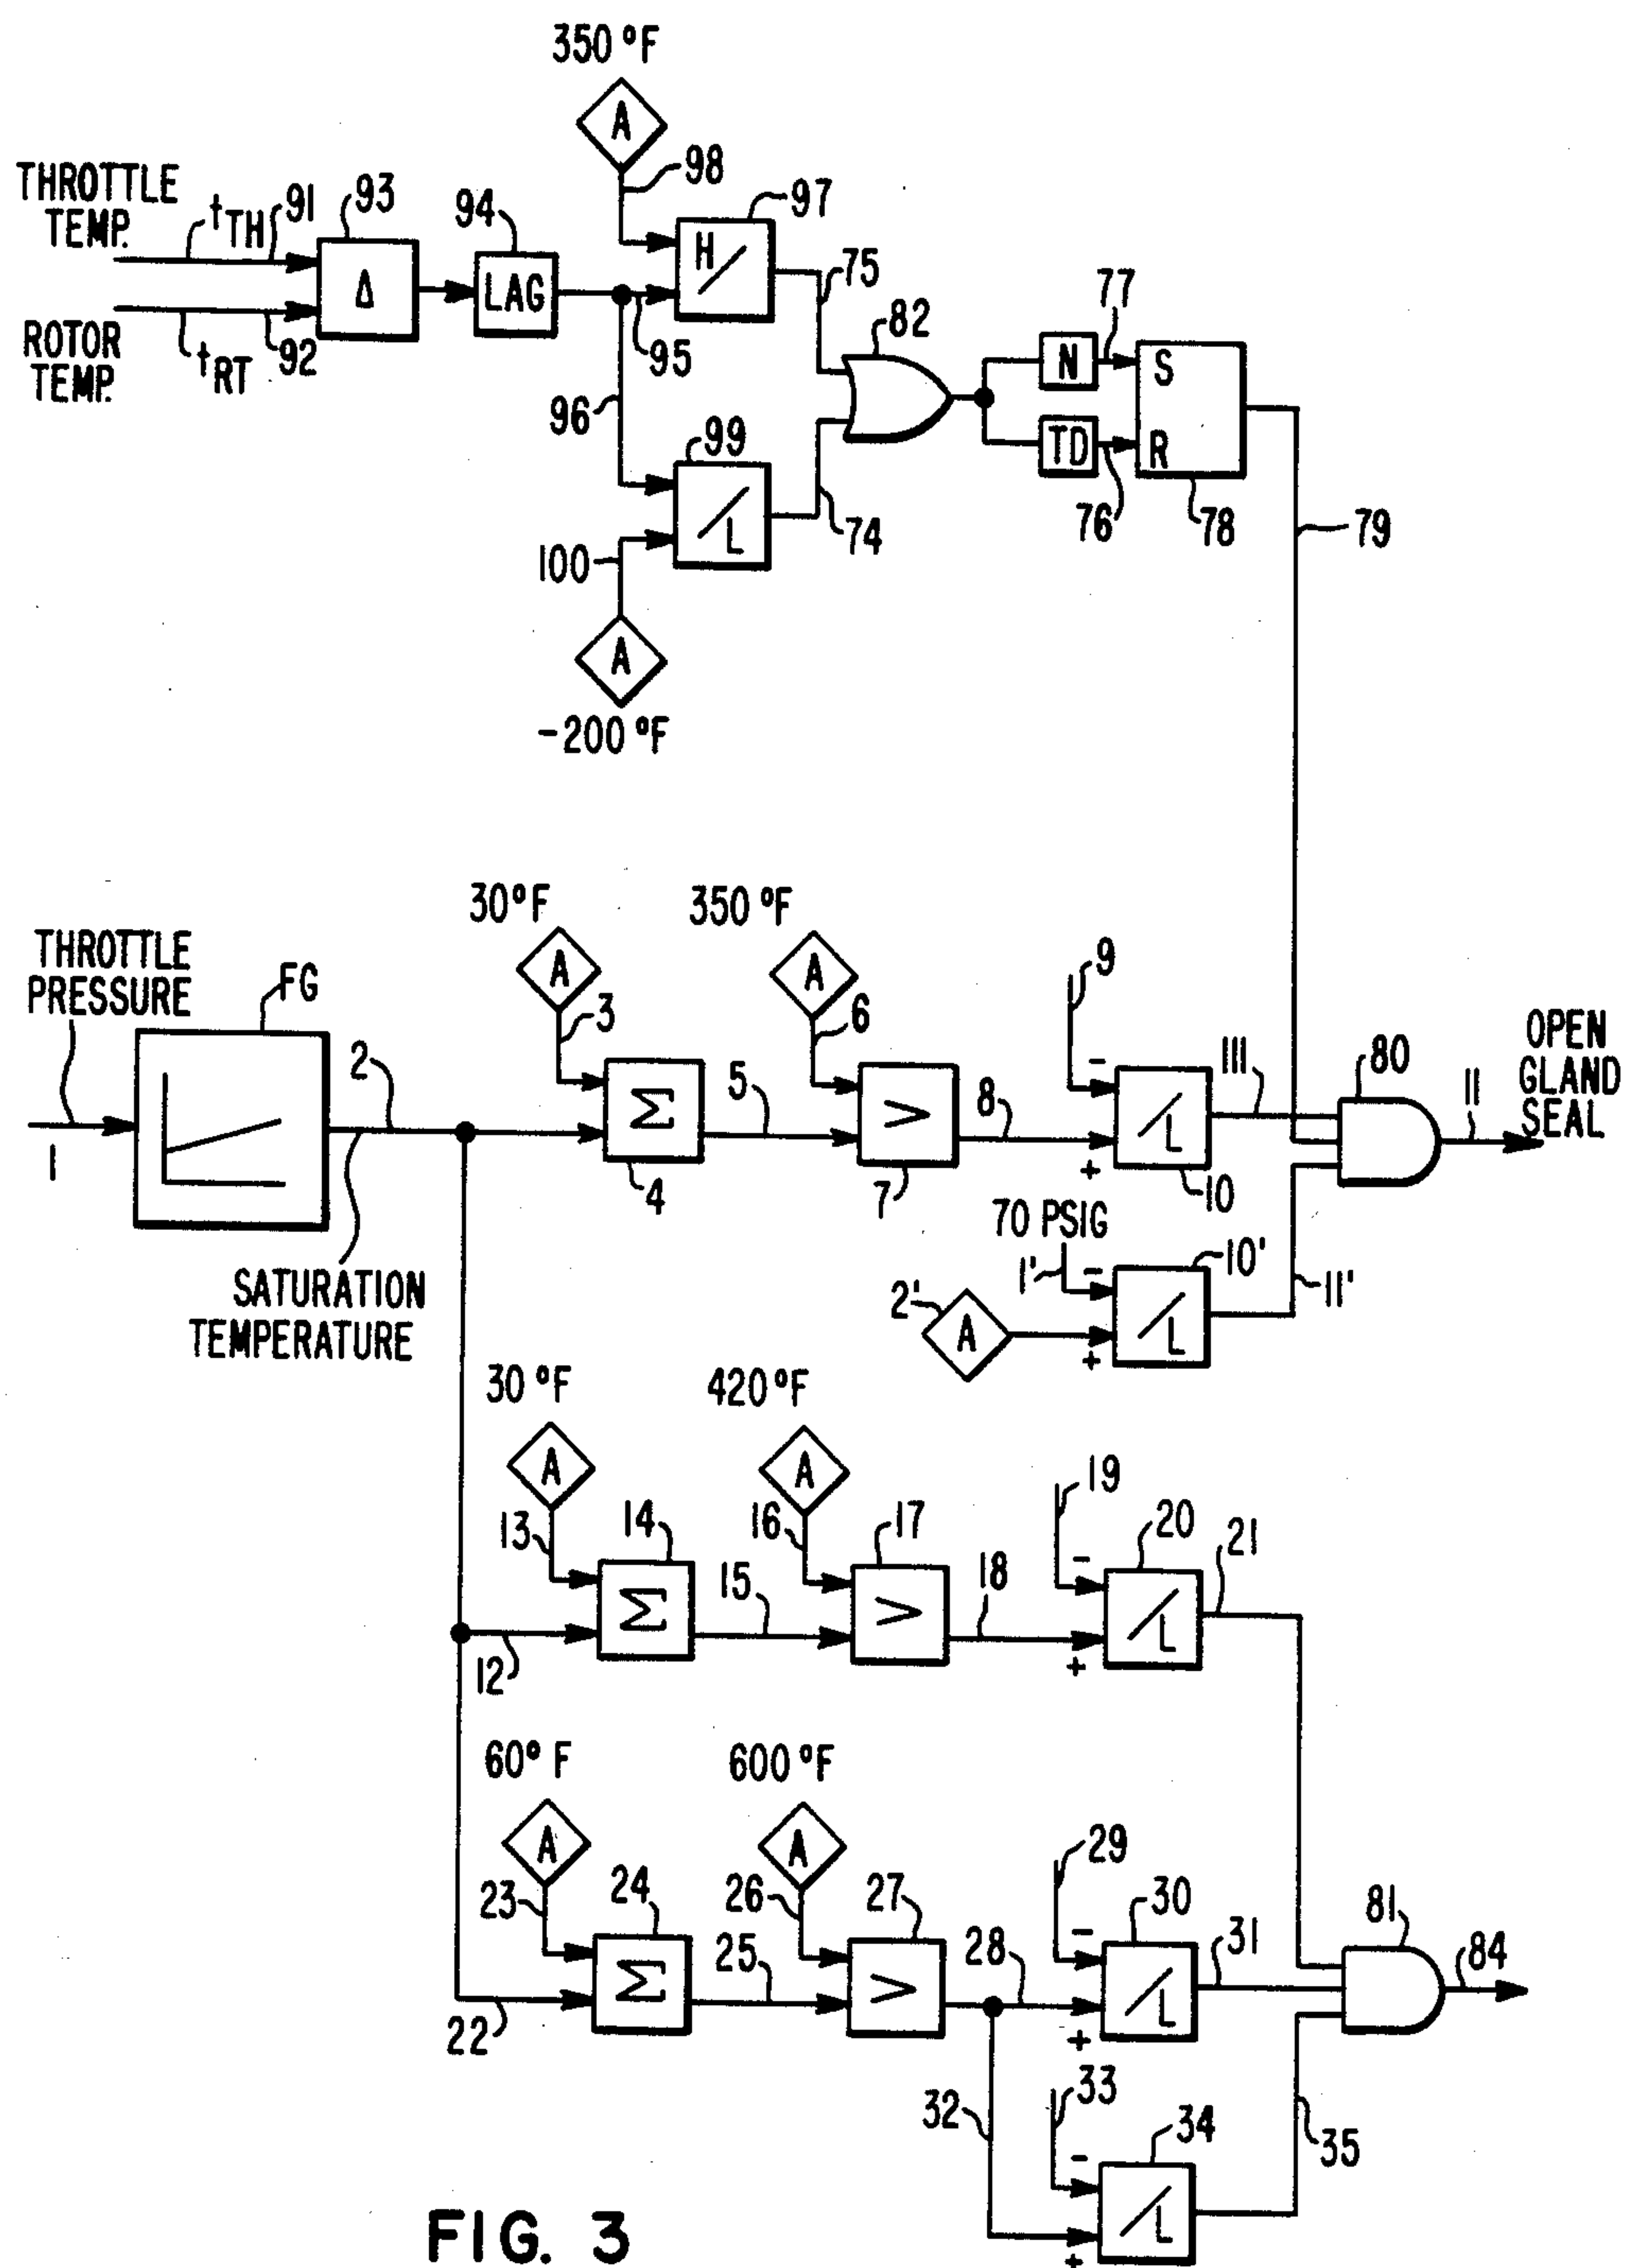 350 °F
A
98
97
THROTTLE
TEMP.
tTH
91
93
94
H/
75
Δ
LAG
82
77
ROTOR
TEMP.
tRT
92
95
N
S
96
99
TD
R
/L
74
76
78
79
100
A
-200 °F
30°F
350 °F
THROTTLE
PRESSURE
FG
A
A
9
3
6
OPEN
GLAND
SEAL
2
5
8
-
111
80
11
Σ
>
/L
1
4
7
+
10
70 PSIG
1'
-
10'
SATURATION
TEMPERATURE
2'
A
/L
11'
+
30 °F
420 °F
A
A
19
13
14
16
17
20
21
15
18
-
Σ
>
/L
12
+
60° F
600 °F
A
A
29
23
24
26
27
30
81
25
28
-
31
84
Σ
>
/L
22
+
32
33
34
35
-
/L
+
FIG. 3